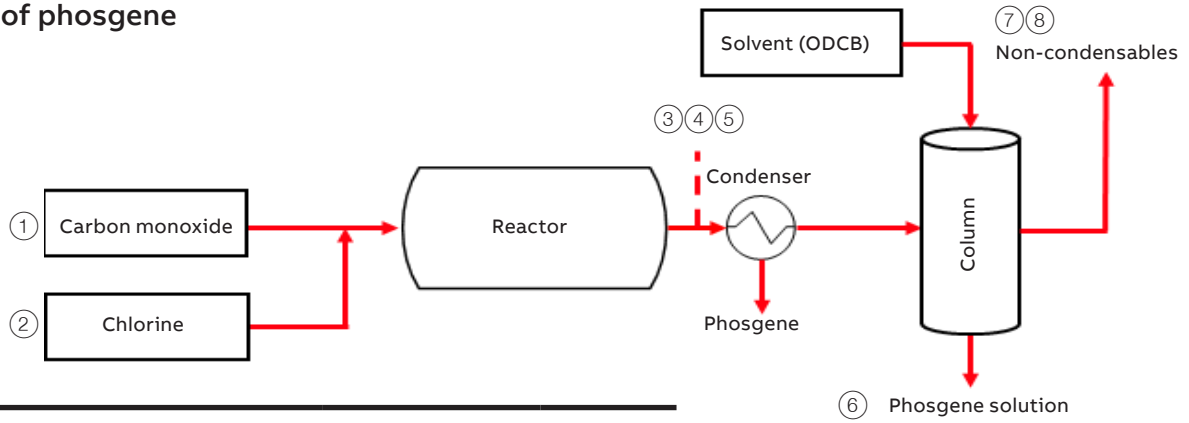 of phosgene
Solvent (ODCB)
⑦⑧
Non-condensables
③④⑤
Condenser
① Carbon monoxide
Reactor
Column
② Chlorine
Phosgene
⑥ Phosgene solution